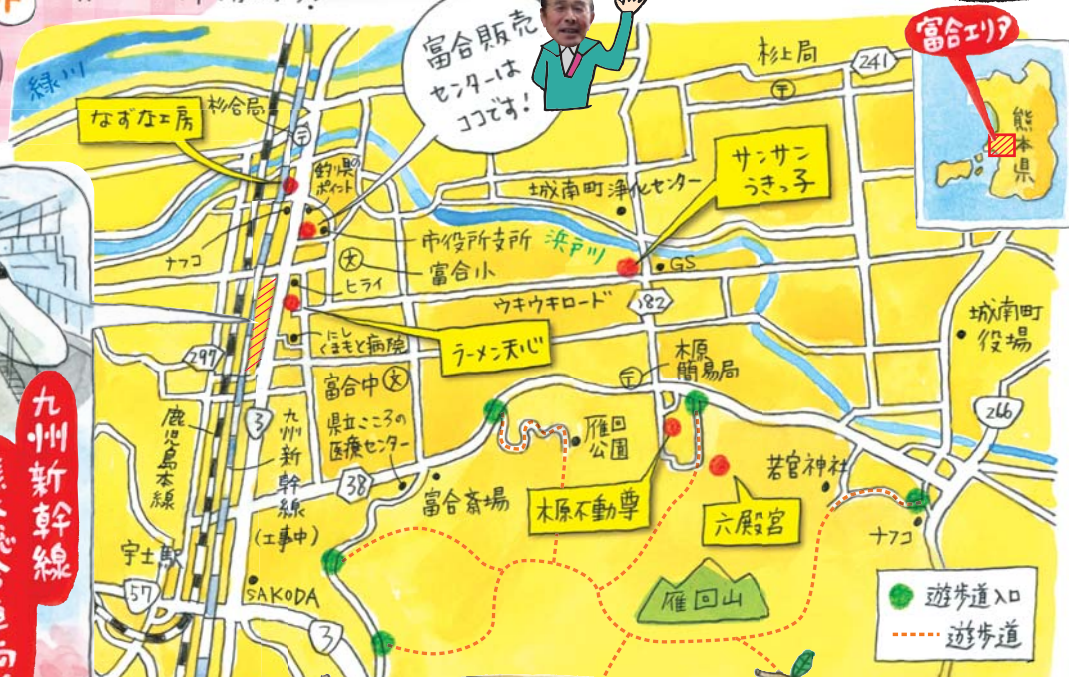 富合販売
センターは
ココです!
富合エリア
熊本県
緑川
杉合局
〒
なずな工房
釣り具の
ポイント
杉上局
〒
241
サンサン
うきっ子
城南町浄化センター
市役所支所
浜戸川
ナフコ
文
富合小
ヒライ
GS
ウキウキロード
182
にし
くまもと病院
ラーメン天心
297
富合中 文
県立こころの
医療センター
3
鹿児島本線
九州新幹線
(工事中)
38
富合斎場
雁回
公園
〒
木原
簡易局
木原不動尊
六殿宮
若宮神社
ナフコ
城南町
役場
266
宇土駅
57
SAKODA
3
雁回山
遊歩道入口
遊歩道
九州新幹線